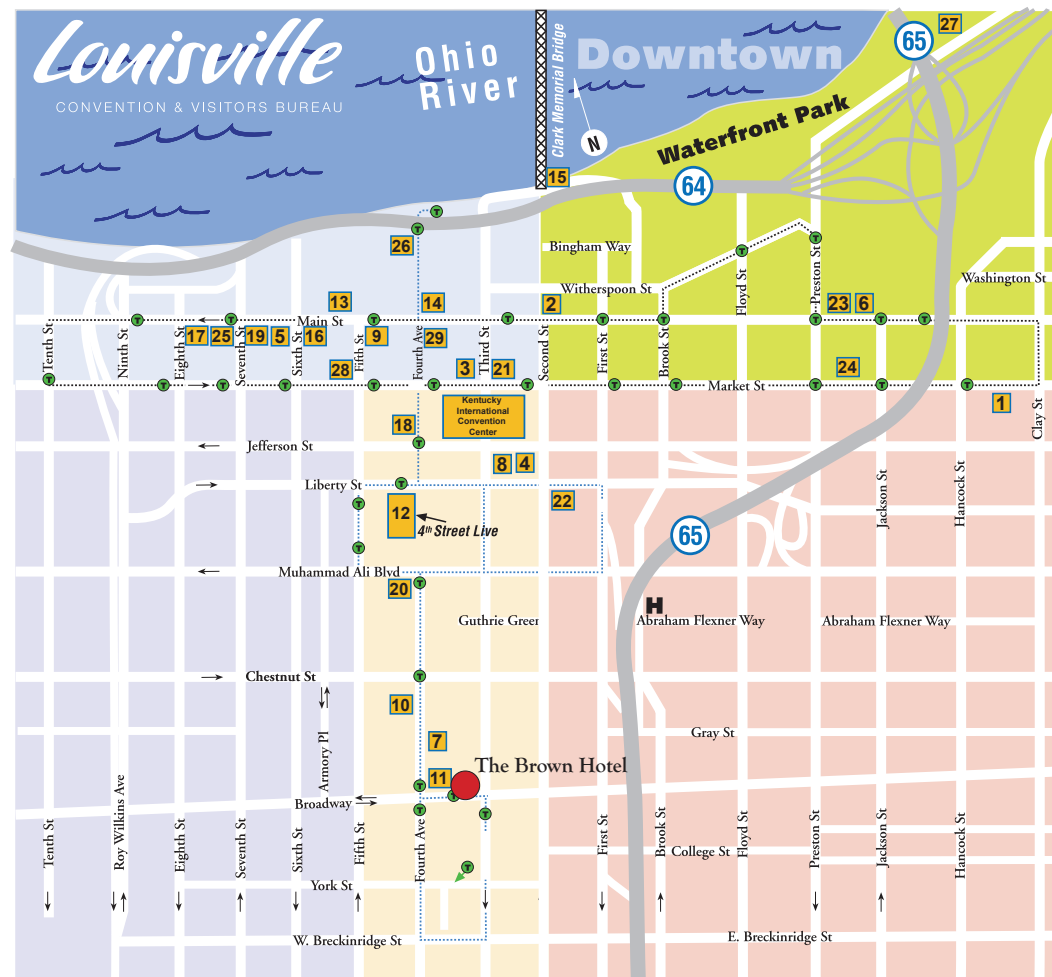 Louisville
CONVENTION & VISITORS BUREAU
Ohio
River
Clark Memorial Bridge
Downtown
N
65
27
Waterfront Park
64
15
T
T
26
Bingham Way
T
T
Floyd St
Preston St
Washington St
Witherspoon St
13
14
2
23
6
T
T
Main St
T
T
T
T
T
T
T
Tenth St
Ninth St
Eighth St
17
25
Seventh St
19
5
Sixth St
16
Fifth St
9
Fourth Ave
29
Third St
Second St
First St
Brook St
28
3
21
24
T
T
T
T
T
T
T
T
T
Market St
T
T
T
1
Clay St
Kentucky
International
Convention
Center
18
T
Jefferson St
8
4
Jackson St
Hancock St
Liberty St
T
22
T
12
4th Street Live
65
T
Muhammad Ali Blvd
20
T
H
Guthrie Green
Abraham Flexner Way
Abraham Flexner Way
Chestnut St
T
10
Armory Pl
7
Gray St
The Brown Hotel
11
T
T
Broadway
T
T
Tenth St
Roy Wilkins Ave
Eighth St
Seventh St
Sixth St
Fifth St
Fourth Ave
First St
Brook St
College St
Floyd St
Preston St
Jackson St
Hancock St
T
York St
W. Breckinridge St
E. Breckinridge St